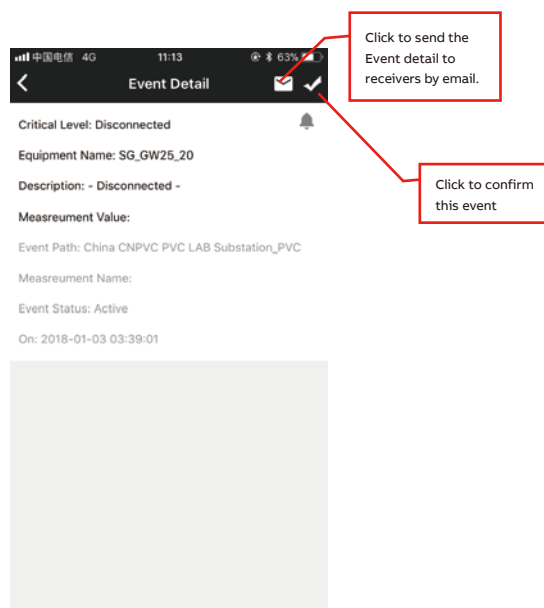 Click to send the
Event detail to
receivers by email.
中国电信 4G 11:13 63%
Event Detail
Critical Level: Disconnected
Equipment Name: SG_GW25_20
Description: - Disconnected -
Measreument Value:
Click to confirm
this event
Event Path: China CNPVC PVC LAB Substation_PVC
Measreument Name:
Event Status: Active
On: 2018-01-03 03:39:01